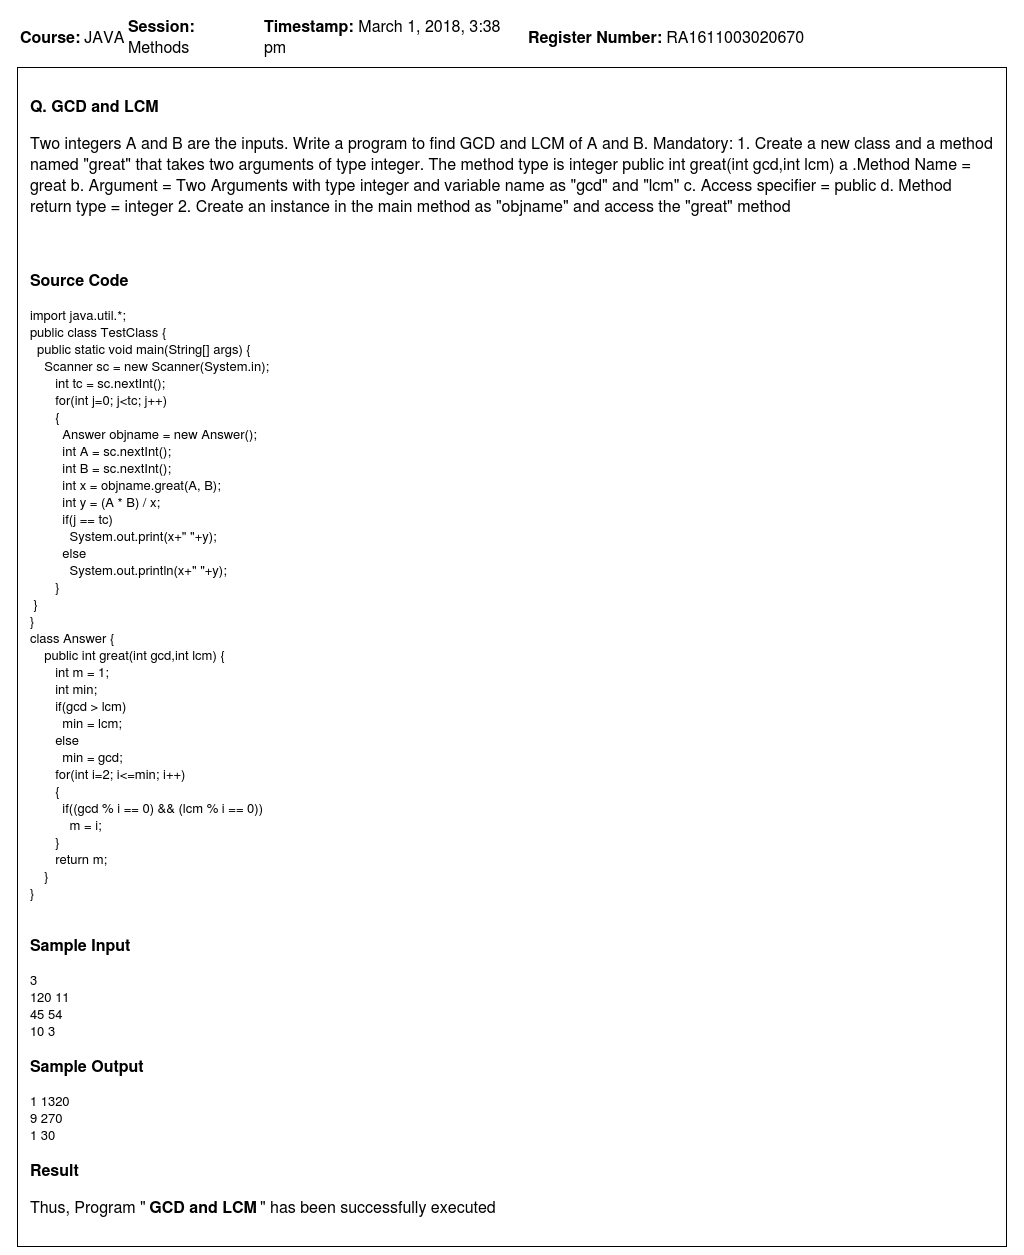 Course: JAVA Session: Methods Timestamp: March 1, 2018, 3:38 pm Register Number: RA1611003020670
Q. GCD and LCM
Two integers A and B are the inputs. Write a program to find GCD and LCM of A and B. Mandatory: 1. Create a new class and a method
named "great" that takes two arguments of type integer. The method type is integer public int great(int gcd,int lcm) a .Method Name =
great b. Argument = Two Arguments with type integer and variable name as "gcd" and "lcm" c. Access specifier = public d. Method
return type = integer 2. Create an instance in the main method as "objname" and access the "great" method
Source Code
import java.util.*;
public class TestClass {
  public static void main(String[] args) {
    Scanner sc = new Scanner(System.in);
       int tc = sc.nextInt();
       for(int j=0; j<tc; j++)
       {
         Answer objname = new Answer();
         int A = sc.nextInt();
         int B = sc.nextInt();
         int x = objname.great(A, B);
         int y = (A * B) / x;
         if(j == tc)
           System.out.print(x+" "+y);
         else
           System.out.println(x+" "+y);
       }
 }
}
class Answer {
    public int great(int gcd,int lcm) {
       int m = 1;
       int min;
       if(gcd > lcm)
         min = lcm;
       else
         min = gcd;
       for(int i=2; i<=min; i++)
       {
         if((gcd % i == 0) && (lcm % i == 0))
           m = i;
       }
       return m;
    }
}
Sample Input
3
120 11
45 54
10 3
Sample Output
1 1320
9 270
1 30
Result
Thus, Program " GCD and LCM " has been successfully executed